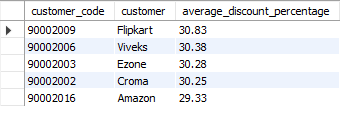 customer_code customer average_discount_percentage
90002009 Flipkart 30.83
90002006 Viveks 30.38
90002003 Ezone 30.28
90002002 Croma 30.25
90002016 Amazon 29.33